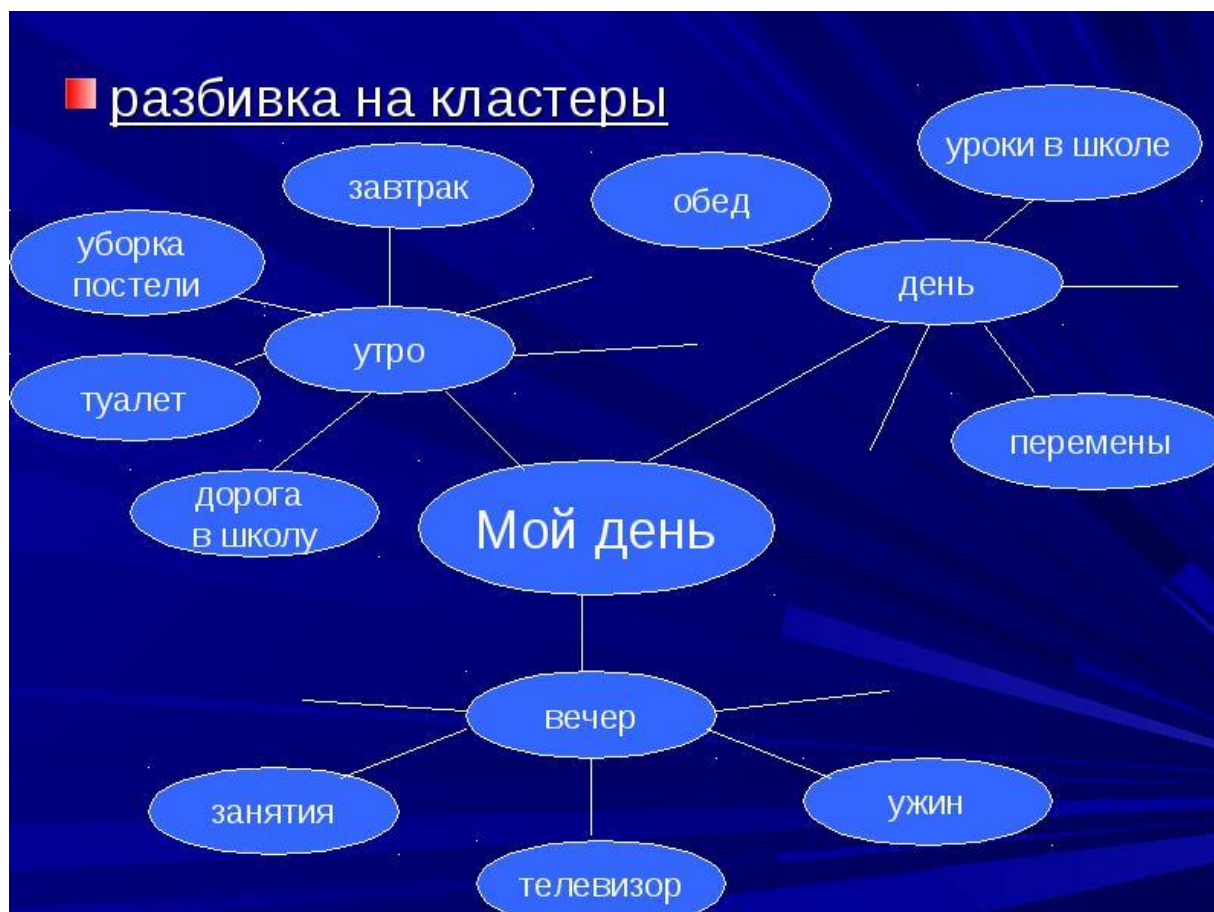 разбивка на кластеры
завтрак
уборка
постели
утро
туалет
дорога
в школу
обед
уроки в школе
день
перемены
Мой день
вечер
занятия
телевизор
ужин